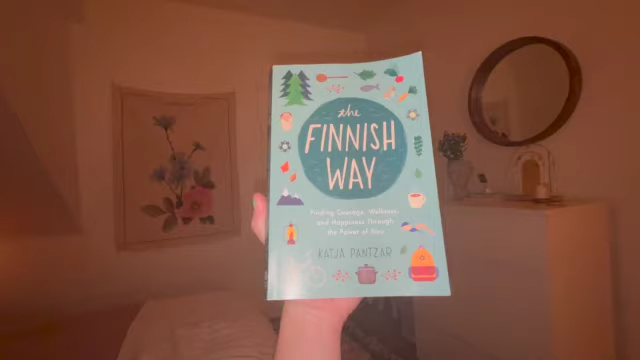 the
FINNISH
WAY
Finding Courage, Wellness,
and Happiness Through
the Power of Sisu
KATJA PANTZAR